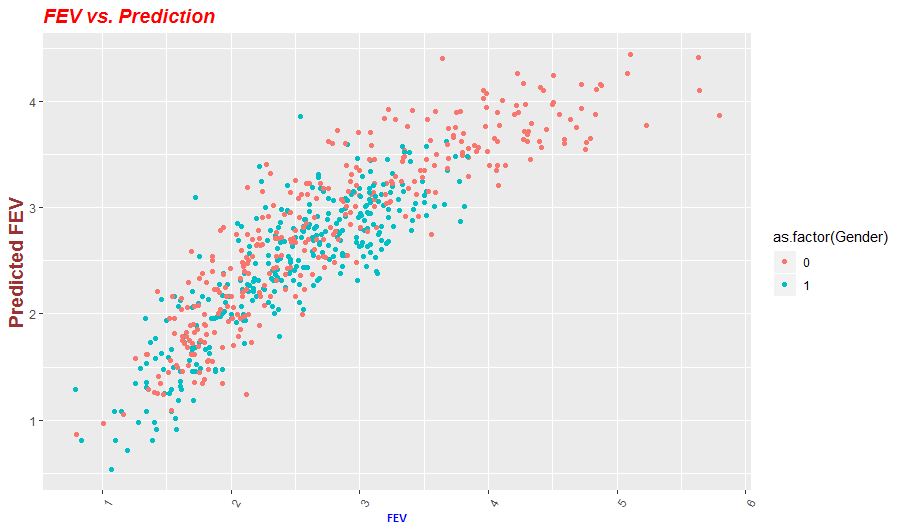 FEV vs. Prediction
4
3
2
1
Predicted FEV
1 2 3 4 5 6
FEV
as.factor(Gender)
0
1